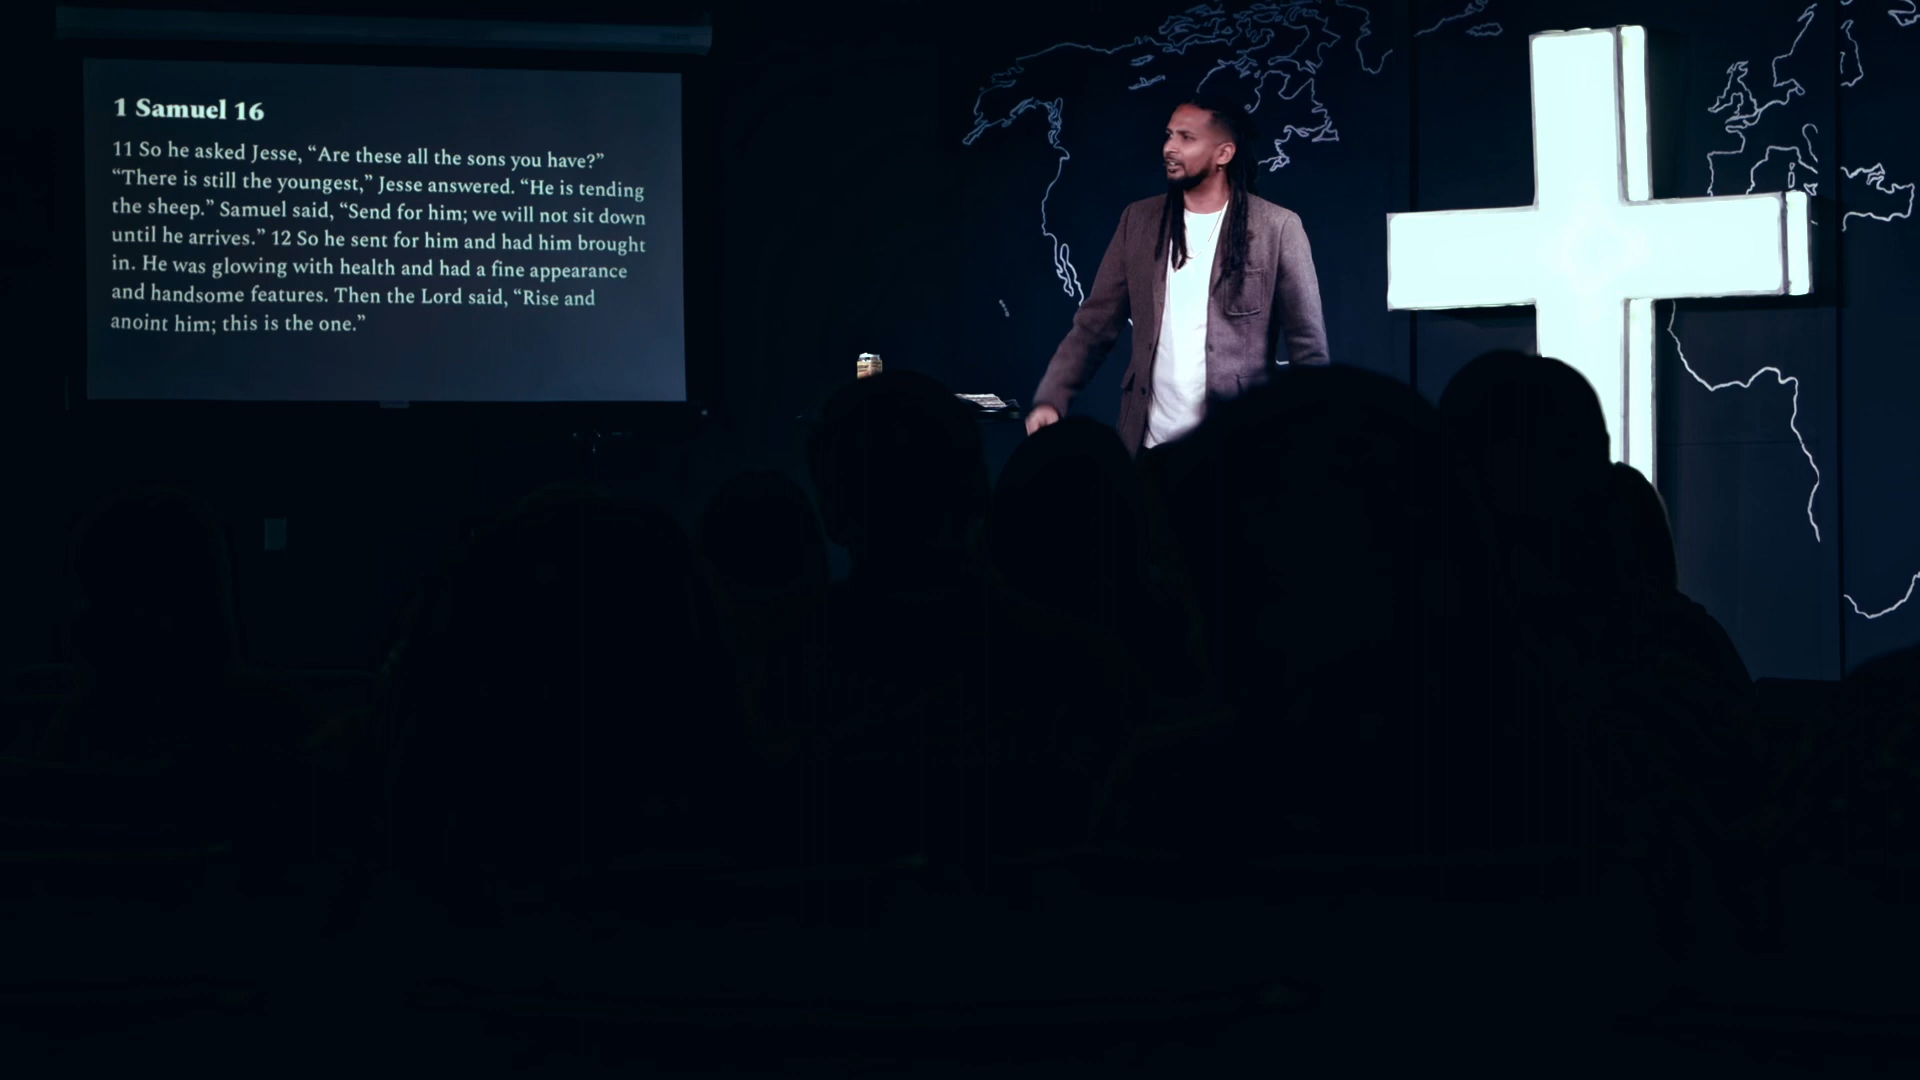 1 Samuel 16
11 So he asked Jesse, “Are these all the sons you have?”
“There is still the youngest,” Jesse answered. “He is tending
the sheep.” Samuel said, “Send for him; we will not sit down
until he arrives.” 12 So he sent for him and had him brought
in. He was glowing with health and had a fine appearance
and handsome features. Then the Lord said, “Rise and
anoint him; this is the one.”